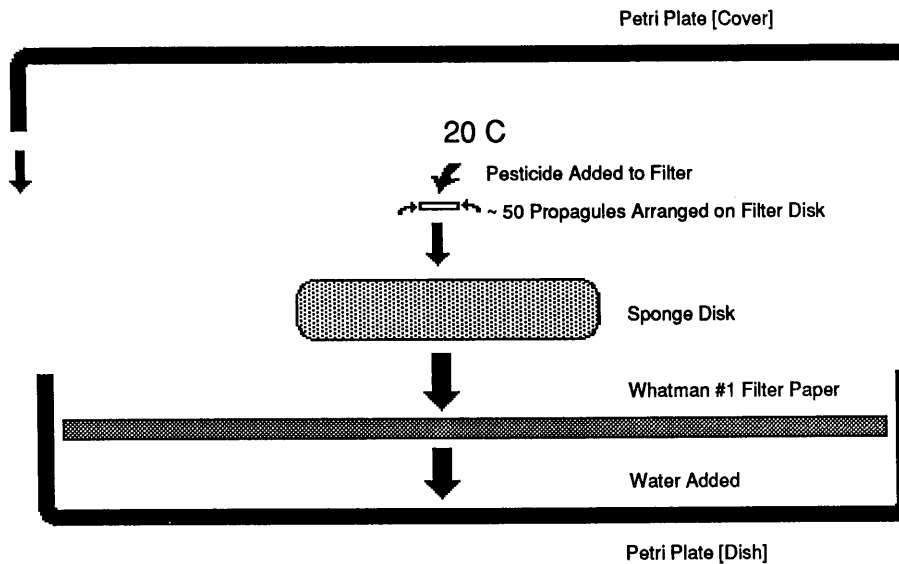 Petri Plate [Cover]
20 C
Pesticide Added to Filter
~ 50 Propagules Arranged on Filter Disk
Sponge Disk
Whatman #1 Filter Paper
Water Added
Petri Plate [Dish]